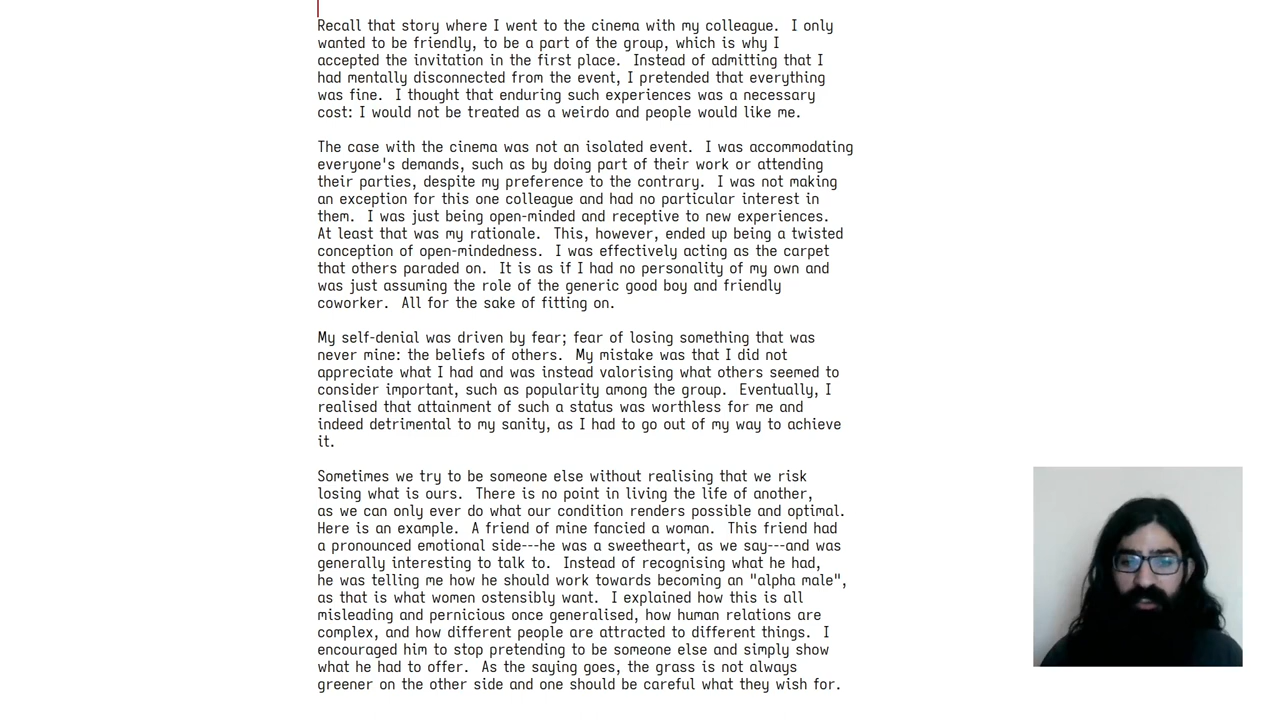 Recall that story where I went to the cinema with my colleague.  I only
wanted to be friendly, to be a part of the group, which is why I
accepted the invitation in the first place.  Instead of admitting that I
had mentally disconnected from the event, I pretended that everything
was fine.  I thought that enduring such experiences was a necessary
cost: I would not be treated as a weirdo and people would like me.

The case with the cinema was not an isolated event.  I was accommodating
everyone's demands, such as by doing part of their work or attending
their parties, despite my preference to the contrary.  I was not making
an exception for this one colleague and had no particular interest in
them.  I was just being open-minded and receptive to new experiences.
At least that was my rationale.  This, however, ended up being a twisted
conception of open-mindedness.  I was effectively acting as the carpet
that others paraded on.  It is as if I had no personality of my own and
was just assuming the role of the generic good boy and friendly
coworker.  All for the sake of fitting on.

My self-denial was driven by fear; fear of losing something that was
never mine: the beliefs of others.  My mistake was that I did not
appreciate what I had and was instead valorising what others seemed to
consider important, such as popularity among the group.  Eventually, I
realised that attainment of such a status was worthless for me and
indeed detrimental to my sanity, as I had to go out of my way to achieve
it.

Sometimes we try to be someone else without realising that we risk
losing what is ours.  There is no point in living the life of another,
as we can only ever do what our condition renders possible and optimal.
Here is an example.  A friend of mine fancied a woman.  This friend had
a pronounced emotional side---he was a sweetheart, as we say---and was
generally interesting to talk to.  Instead of recognising what he had,
he was telling me how he should work towards becoming an "alpha male",
as that is what women ostensibly want.  I explained how this is all
misleading and pernicious once generalised, how human relations are
complex, and how different people are attracted to different things.  I
encouraged him to stop pretending to be someone else and simply show
what he had to offer.  As the saying goes, the grass is not always
greener on the other side and one should be careful what they wish for.